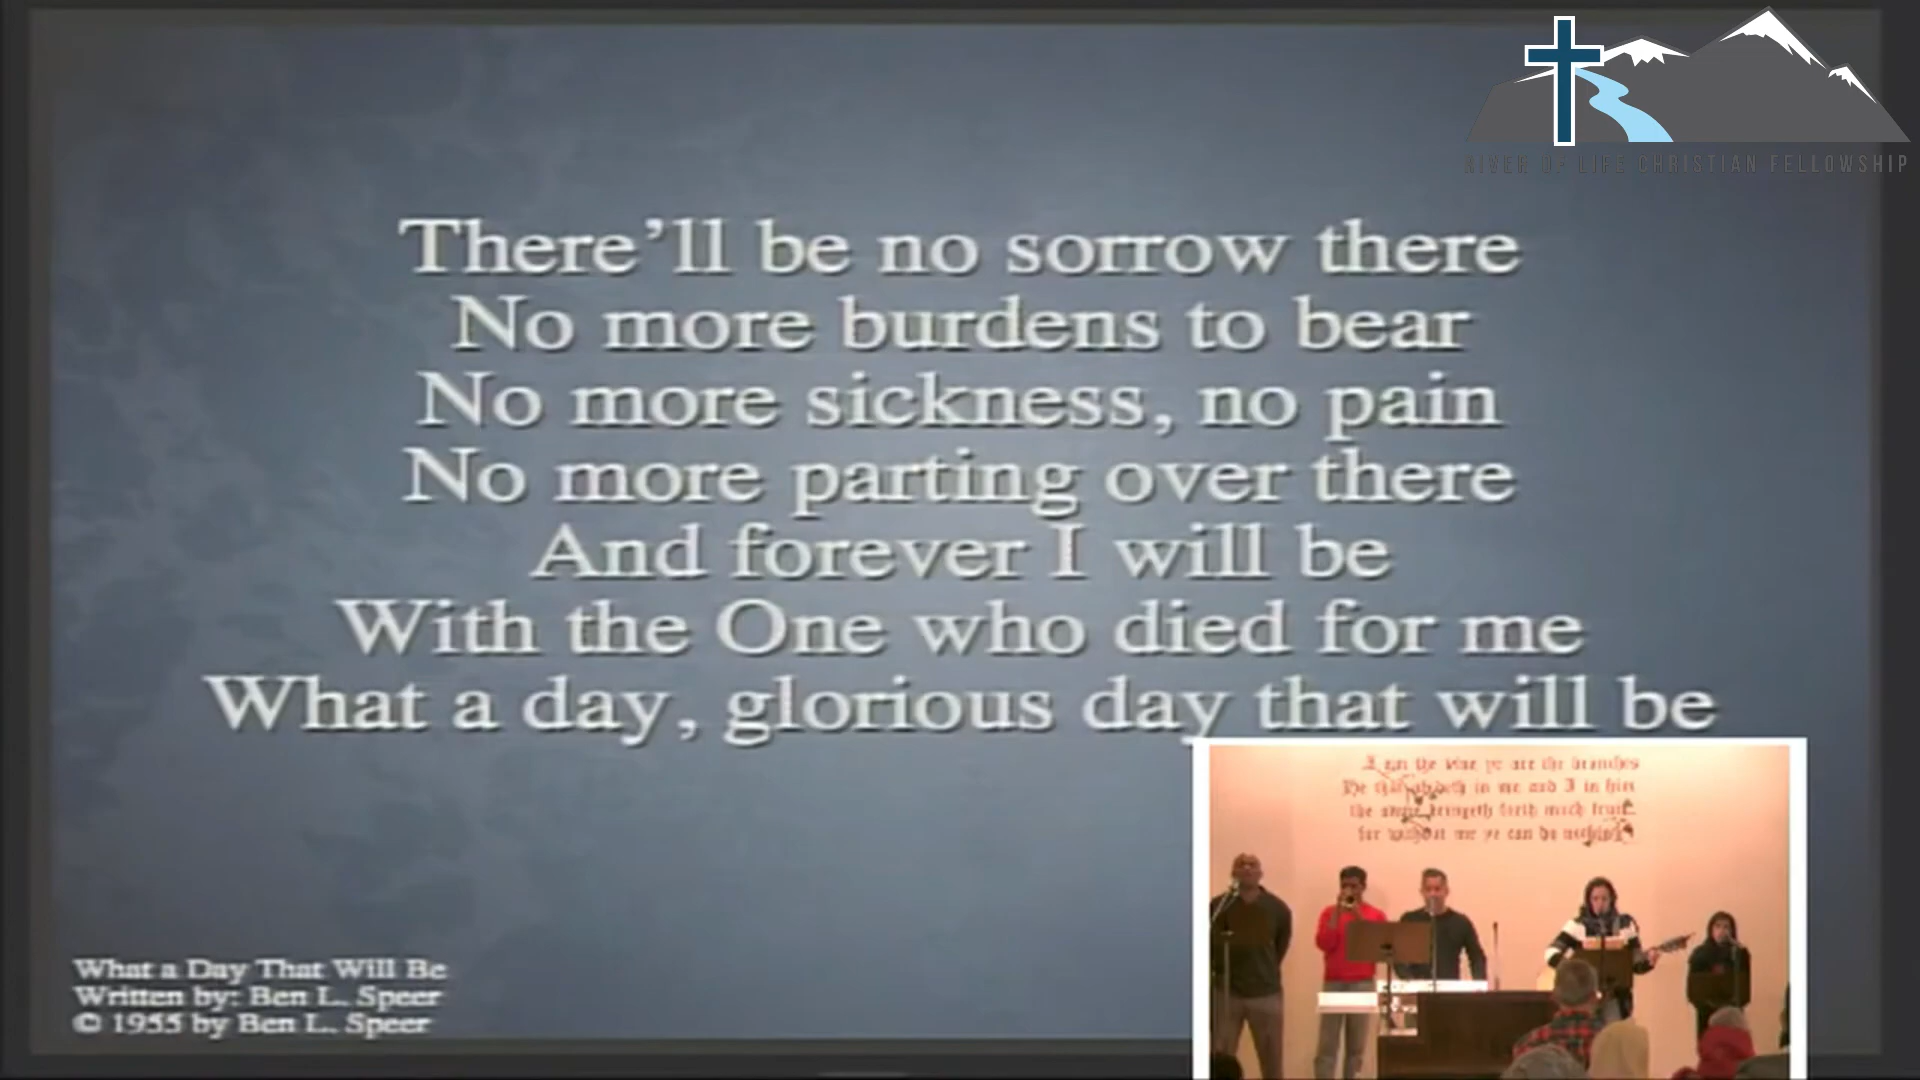 RIVER OF LIFE CHRISTIAN FELLOWSHIP
There'll be no sorrow there
No more burdens to bear
No more sickness, no pain
No more parting over there
And forever I will be
With the One who died for me
What a day, glorious day that will be
I am the vine ye are the branches
He that abideth in me and I in him
the same bringeth forth much fruit
for without me ye can do nothing
What a Day That Will Be
Written by: Ben L. Speer
© 1955 by Ben L. Speer